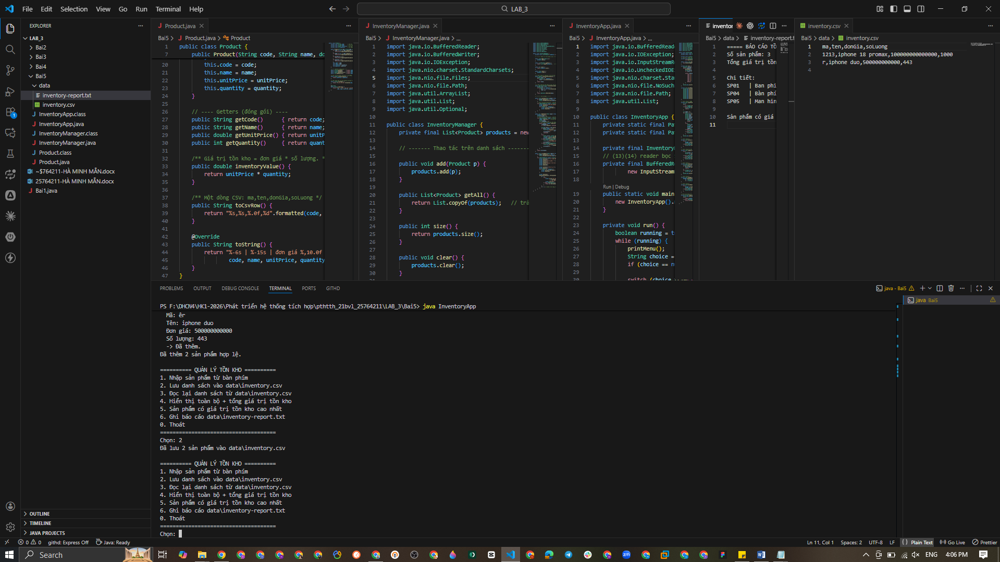 File Edit Selection View Go Run Terminal Help
LAB_3
EXPLORER
LAB_3
Bai2
Bai3
Bai4
Bai5
data
inventory-report.txt
inventory.csv
InventoryApp.class
InventoryApp.java
InventoryManager.class
InventoryManager.java
Product.class
Product.java
~$764211-HÀ MINH MẪN.docx
25764211-HÀ MINH MẪN.docx
Bai1.java
OUTLINE
TIMELINE
JAVA PROJECTS
Product.java
Bai5 > Product.java > Product
1 public class Product {
7 public Product(String code, String name, do
20 this.code = code;
21 this.name = name;
22 this.unitPrice = unitPrice;
23 this.quantity = quantity;
24 }
25
26 // ---- Getters (đóng gói) ----
27 public String getCode() { return code;
28 public String getName() { return name;
29 public double getUnitPrice() { return unitP
30 public int getQuantity() { return quant
31
32 /** Giá trị tồn kho = đơn giá * số lượng. *
33 public double inventoryValue() {
34 return unitPrice * quantity;
35 }
36
37 /** Một dòng CSV: ma,ten,donGia,soLuong */
38 public String toCsvRow() {
39 return "%s,%s,%.0f,%d".formatted(code,
40 }
41
42 @Override
43 public String toString() {
44 return "%-6s | %-15s | đơn giá %,10.0f
45 code, name, unitPrice, quantity
46 }
47 }
InventoryManager.java
Bai5 > InventoryManager.java > ...
1 import java.io.BufferedReader;
2 import java.io.BufferedWriter;
3 import java.io.IOException;
4 import java.nio.charset.StandardCharsets;
5 import java.nio.file.Files;
6 import java.nio.file.Path;
7 import java.util.ArrayList;
8 import java.util.List;
9 import java.util.Optional;
10
11 public class InventoryManager {
12 private final List<Product> products = new
13
14 // ------- Thao tác trên danh sách -------
15
16 public void add(Product p) {
17 products.add(p);
18 }
19
20 public List<Product> getAll() {
21 return List.copyOf(products); // trả
22 }
23
24 public int size() {
25 return products.size();
26 }
27
28 public void clear() {
29 products.clear();
30 }
31
InventoryApp.java
Bai5 > InventoryApp.java > ...
1 import java.io.BufferedReade
2 import java.io.IOException;
3 import java.io.InputStreamRe
4 import java.io.UncheckedIOE
5 import java.nio.charset.Sta
6 import java.nio.file.NoSuch
7 import java.nio.file.Path;
8 import java.util.List;
9
10 public class InventoryApp {
11 private static final Pa
12 private static final Pa
13
14 private final Inventory
15 // (13)(14) reader bọc
16 private final BufferedR
17 new InputStream
18
Run | Debug
19 public static void main
20 new InventoryApp().
21 }
22
23 private void run() {
24 boolean running = t
25 while (running) {
26 printMenu();
27 String choice =
28 if (choice == n
29
30 switch (choice
inventor
Bai5 > data > inventory-report.t
1 ===== BÁO CÁO TỒ
2 Số sản phẩm: 3
3 Tổng giá trị tồn
4
5 Chi tiết:
6 SP01 | Ban phi
7 SP04 | Bàn phí
8 SP05 | Man hin
9
10 Sản phẩm có giá
11
inventory.csv
Bai5 > data > inventory.csv
1 ma,ten,donGia,soLuong
2 1213,iphone 18 promax,100000000000000,1000
3 r,iphone duo,500000000000,443
4
PROBLEMS OUTPUT DEBUG CONSOLE TERMINAL PORTS GITHD
java - Bai5
java Bai5
PS F:\DHCN4\HK1-2026\Phát triển hệ thống tích hợp\pthtth_21bvl_25764211\LAB_3\Bai5> java InventoryApp
Mã: êr
Tên: iphone duo
Đơn giá: 500000000000
Số lượng: 443
-> Đã thêm.
Đã thêm 2 sản phẩm hợp lệ.
========== QUẢN LÝ TỒN KHO ==========
1. Nhập sản phẩm từ bàn phím
2. Lưu danh sách vào data\inventory.csv
3. Đọc lại danh sách từ data\inventory.csv
4. Hiển thị toàn bộ + tổng giá trị tồn kho
5. Sản phẩm có giá trị tồn kho cao nhất
6. Ghi báo cáo data\inventory-report.txt
0. Thoát
=====================================
Chọn: 2
Đã lưu 2 sản phẩm vào data\inventory.csv
========== QUẢN LÝ TỒN KHO ==========
1. Nhập sản phẩm từ bàn phím
2. Lưu danh sách vào data\inventory.csv
3. Đọc lại danh sách từ data\inventory.csv
4. Hiển thị toàn bộ + tổng giá trị tồn kho
5. Sản phẩm có giá trị tồn kho cao nhất
6. Ghi báo cáo data\inventory-report.txt
0. Thoát
=====================================
Chọn:
0 0 githd: Express Off Java: Ready
Ln 11, Col 1 Spaces: 2 UTF-8 LF Plain Text Go Live Prettier
Search
ENG 4:06 PM